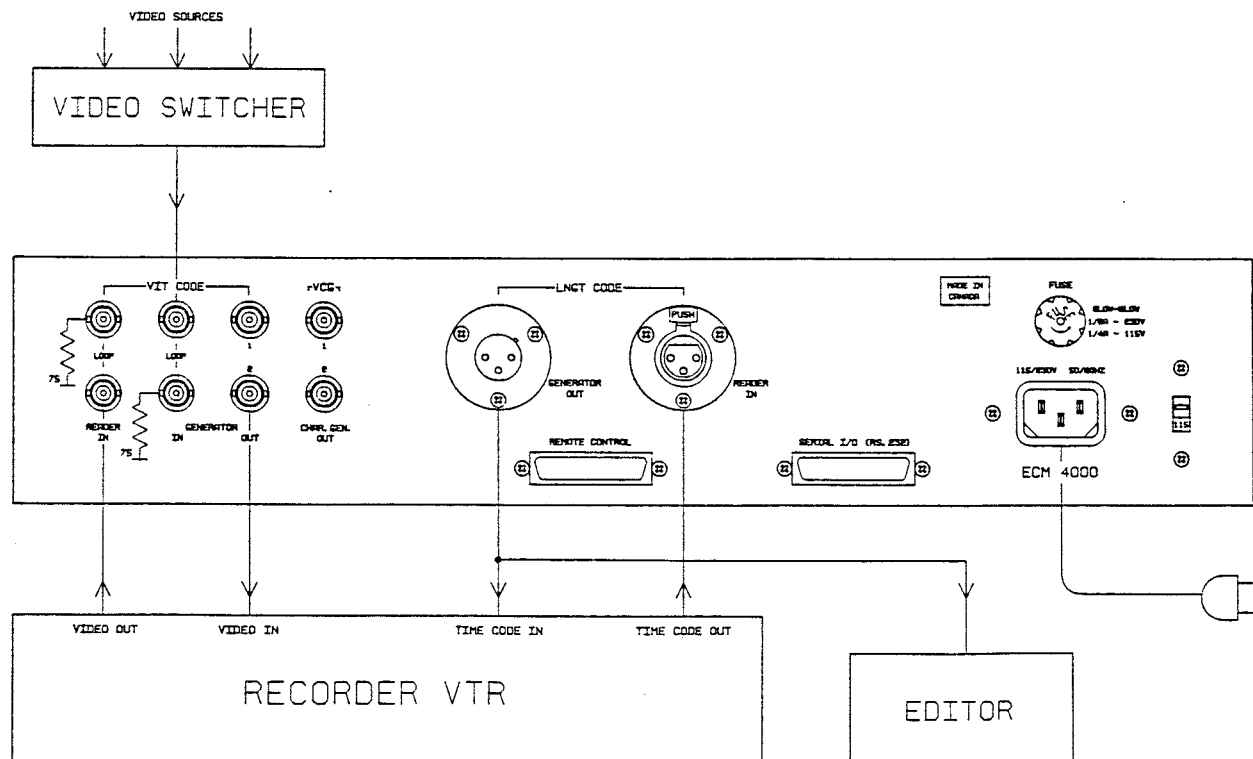 VIDEO SOURCES
VIDEO SWITCHER
VIT CODE
VCG
LNGT CODE
MADE IN
CANADA
FUSE
SLOW-BLOW
1/8A - 230V
1/4A - 115V
PUSH
LOOP
LOOP
1
1
75
2
2
GENERATOR
OUT
READER
IN
115/230V 50/60HZ
115
READER
IN
GENERATOR
IN
OUT
CHAR. GEN.
OUT
75
REMOTE CONTROL
SERIAL I/O (RS. 232)
ECM 4000
VIDEO OUT
VIDEO IN
TIME CODE IN
TIME CODE OUT
RECORDER VTR
EDITOR